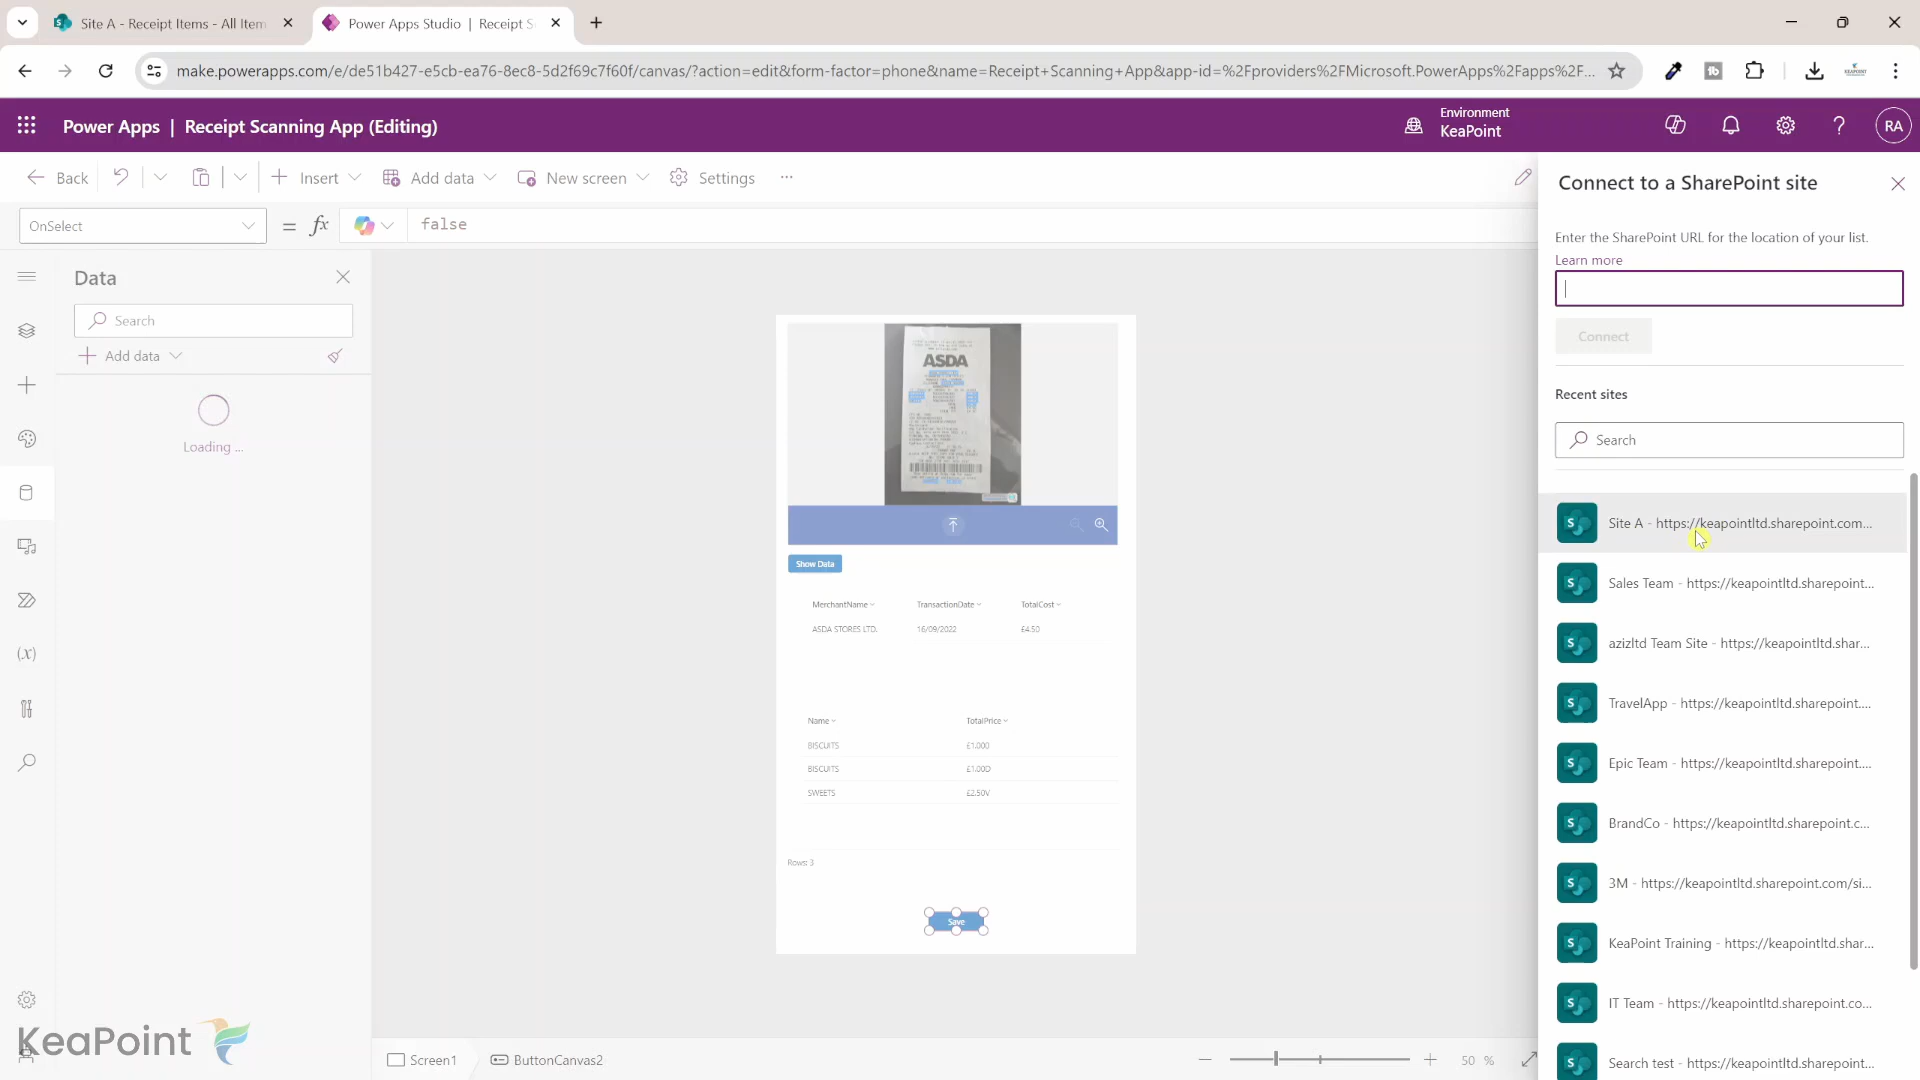 Site A - Receipt Items - All Item
Power Apps Studio | Receipt S
make.powerapps.com/e/de51b427-e5cb-ea76-8ec8-5d2f69c7f60f/canvas/?action=edit&form-factor=phone&name=Receipt+Scanning+App&app-id=%2Fproviders%2FMicrosoft.PowerApps%2Fapps%2F...
Power Apps | Receipt Scanning App (Editing)
Environment
KeaPoint
RA
Back
Insert
Add data
New screen
Settings
...
OnSelect
= fx
false
Data
Search
Add data
Loading ...
ASDA
Show Data
MerchantName TransactionDate TotalCost
ASDA STORES LTD. 16/09/2022 £4.50
Name TotalPrice
BISCUITS £1.00D
BISCUITS £1.00D
SWEETS £2.50V
Rows: 3
Save
Connect to a SharePoint site
Enter the SharePoint URL for the location of your list.
Learn more
Connect
Recent sites
Search
Site A - https://keapointltd.sharepoint.com...
Sales Team - https://keapointltd.sharepoint...
azizltd Team Site - https://keapointltd.shar...
TravelApp - https://keapointltd.sharepoint....
Epic Team - https://keapointltd.sharepoint....
BrandCo - https://keapointltd.sharepoint.c...
3M - https://keapointltd.sharepoint.com/si...
KeaPoint Training - https://keapointltd.shar...
IT Team - https://keapointltd.sharepoint.co...
Search test - https://keapointltd.sharepoint...
KeaPoint
Screen1
ButtonCanvas2
50 %